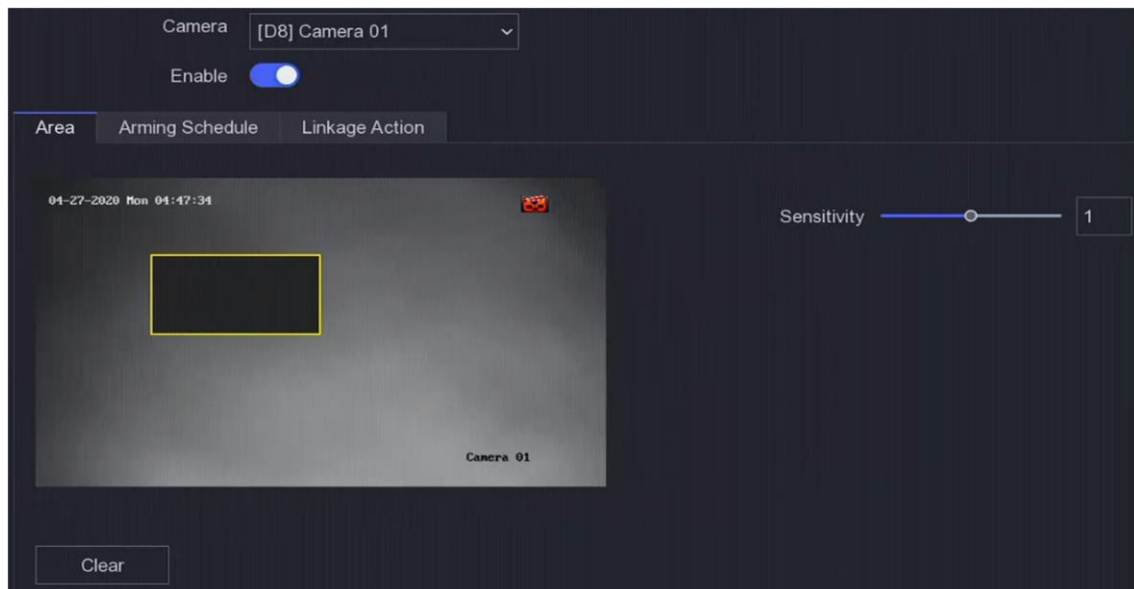 Camera [D8] Camera 01
Enable
Area Arming Schedule Linkage Action
04-27-2020 Mon 04:47:34
Sensitivity 1
Camera 01
Clear